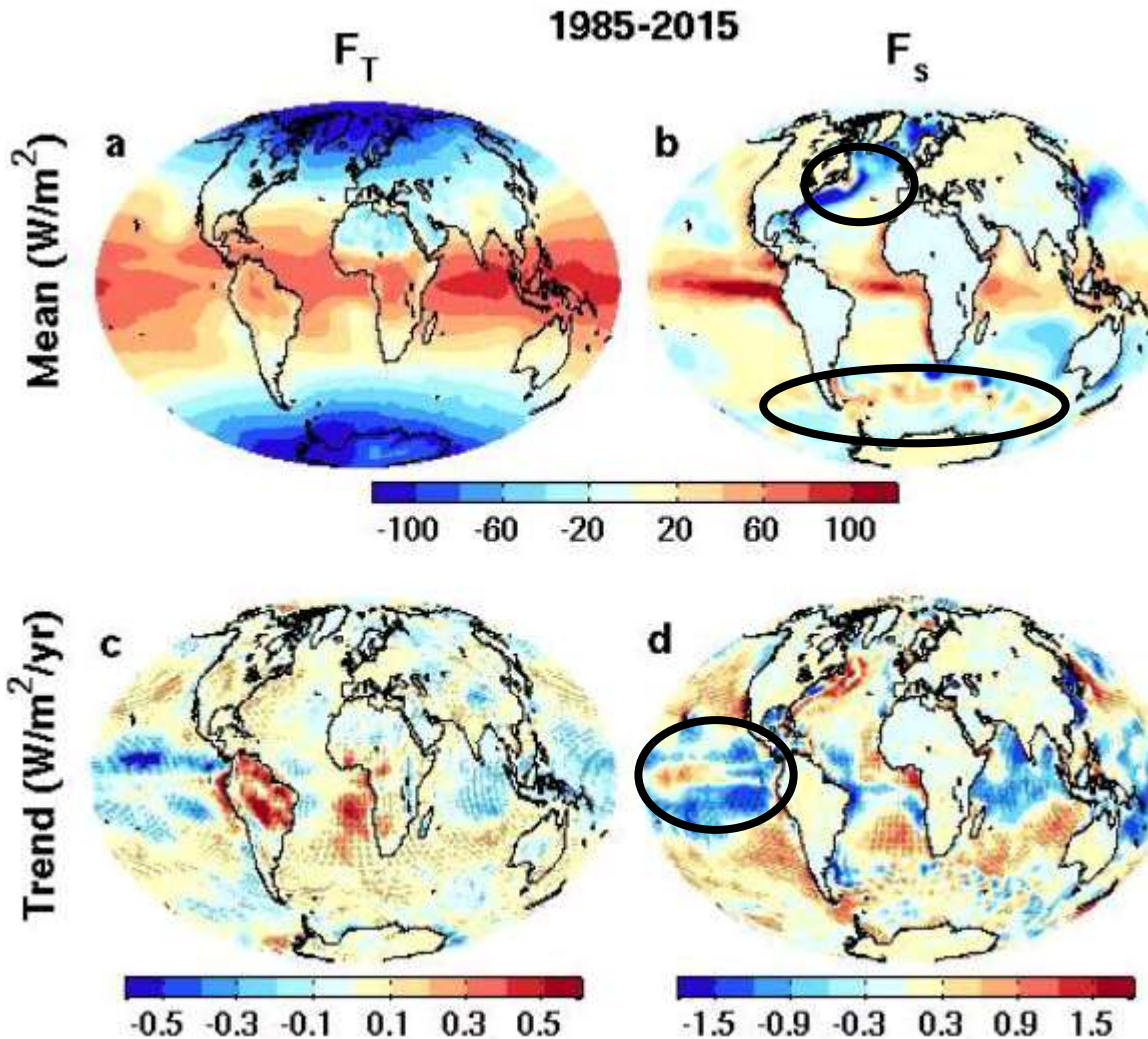 1985-2015
F_T
F_s
Mean (W/m²)
a
b
-100 -60 -20 20 60 100
Trend (W/m²/yr)
c
d
-0.5 -0.3 -0.1 0.1 0.3 0.5
-1.5 -0.9 -0.3 0.3 0.9 1.5